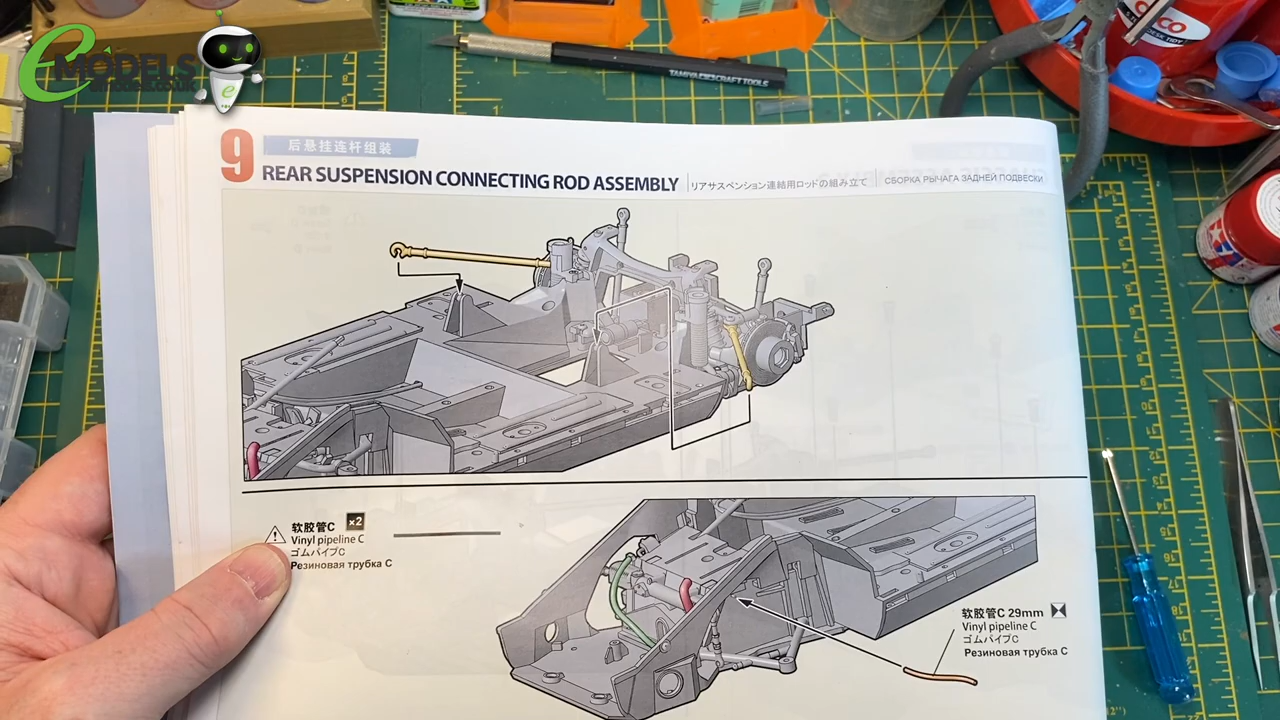 eMODELS
emodels.co.uk
TAMIYA CRAFT TOOLS
9
后悬挂连杆组装
REAR SUSPENSION CONNECTING ROD ASSEMBLY
リアサスペンション連結用ロッドの組み立て
СБОРКА РЫЧАГА ЗАДНЕЙ ПОДВЕСКИ
软胶管C x2
Vinyl pipeline C
ゴムパイプC
Резиновая трубка C
软胶管C 29mm
Vinyl pipeline C
ゴムパイプC
Резиновая трубка C